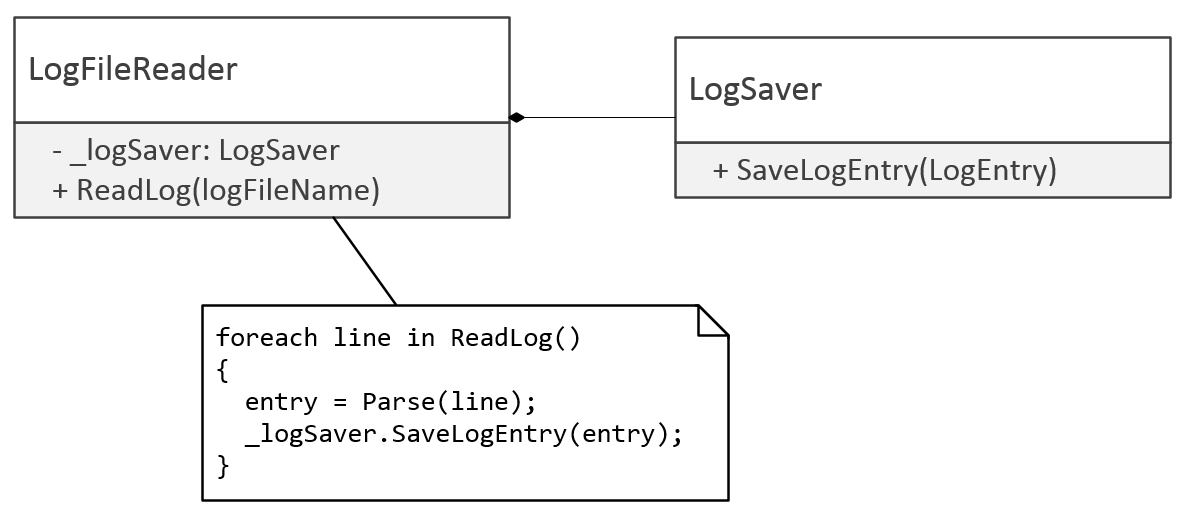 LogFileReader
- _logSaver: LogSaver
+ ReadLog(logFileName)
LogSaver
+ SaveLogEntry(LogEntry)
foreach line in ReadLog()
{
  entry = Parse(line);
  _logSaver.SaveLogEntry(entry);
}